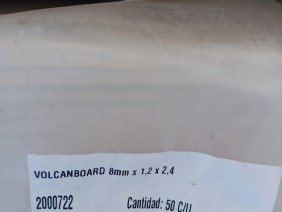 VOLCANBOARD 8mm x 1.2 x 2.4
2000722 Cantidad: 50 C/U